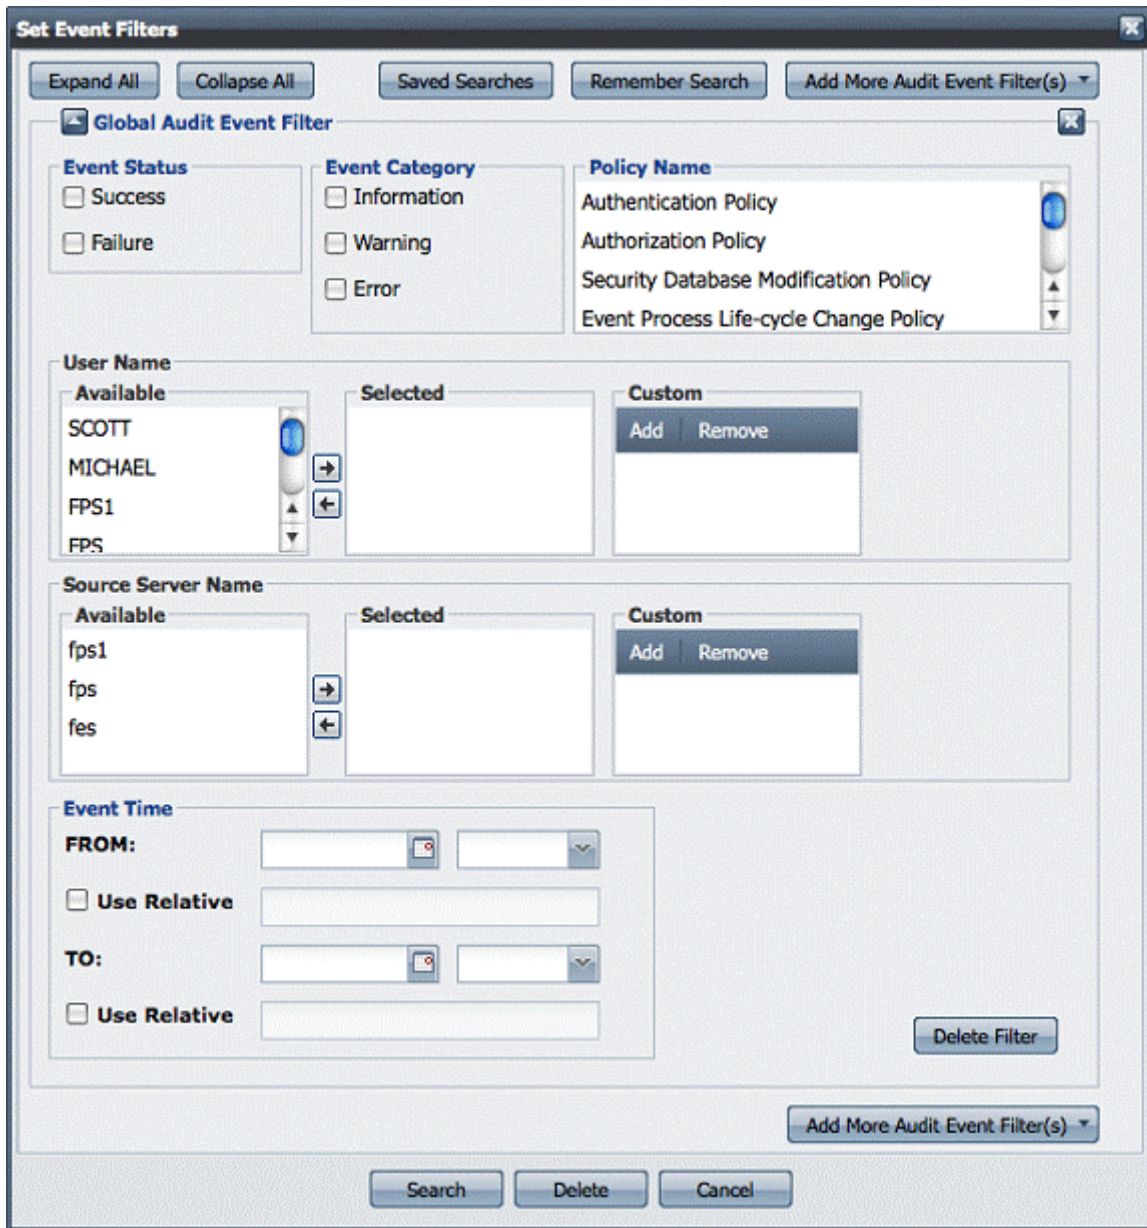 Set Event Filters
Expand All Collapse All Saved Searches Remember Search Add More Audit Event Filter(s)
Global Audit Event Filter
Event Status Event Category Policy Name
Success Information Authentication Policy
Failure Warning Authorization Policy
Error Security Database Modification Policy
Event Process Life-cycle Change Policy
User Name
Available Selected Custom
SCOTT Add Remove
MICHAEL
FPS1
FPS
Source Server Name
Available Selected Custom
fps1 Add Remove
fps
fes
Event Time
FROM:
Use Relative
TO:
Use Relative
Delete Filter
Add More Audit Event Filter(s)
Search Delete Cancel